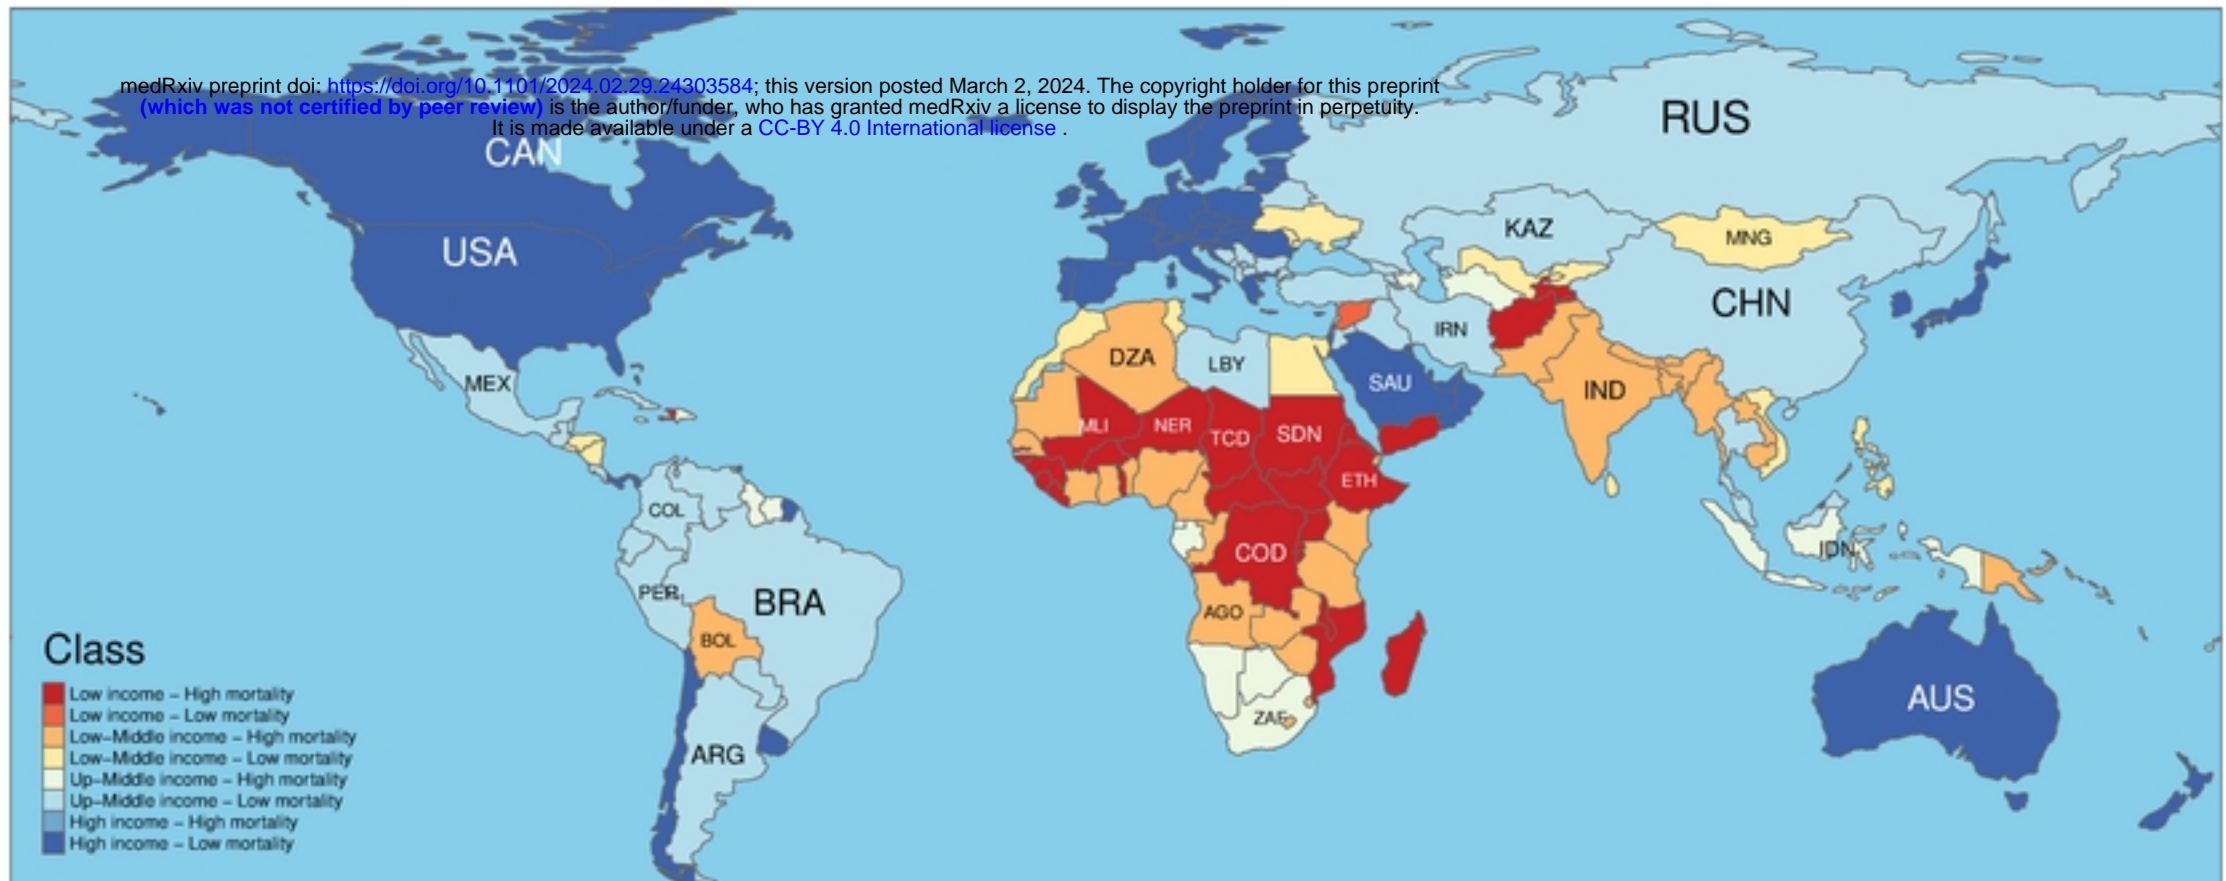 medRxiv preprint doi: https://doi.org/10.1101/2024.02.29.24303584; this version posted March 2, 2024. The copyright holder for this preprint
(which was not certified by peer review) is the author/funder, who has granted medRxiv a license to display the preprint in perpetuity.
It is made available under a CC-BY 4.0 International license .
RUS
CAN
USA
KAZ
MNG
CHN
IRN
DZA
LBY
MEX
SAU
IND
MLI
NER
TCD
SDN
ETH
COL
COD
IDN
PER
BRA
AGO
BOL
Class
Low income – High mortality
Low income – Low mortality
Low–Middle income – High mortality
Low–Middle income – Low mortality
Up–Middle income – High mortality
Up–Middle income – Low mortality
High income – High mortality
High income – Low mortality
ARG
ZAF
AUS